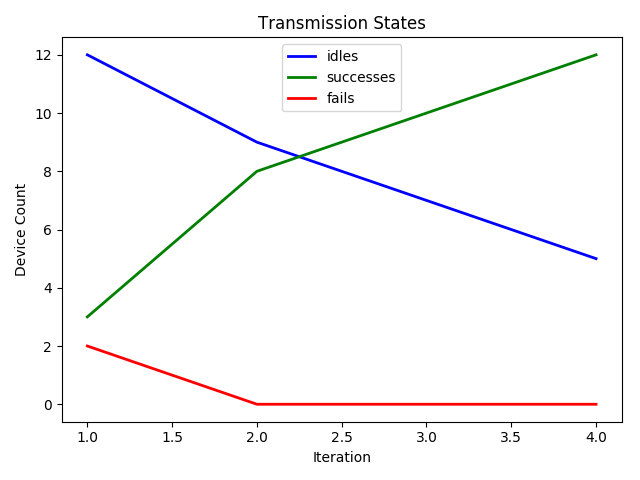 Transmission States
idles
successes
fails
Device Count
12
10
8
6
4
2
0
1.0 1.5 2.0 2.5 3.0 3.5 4.0
Iteration